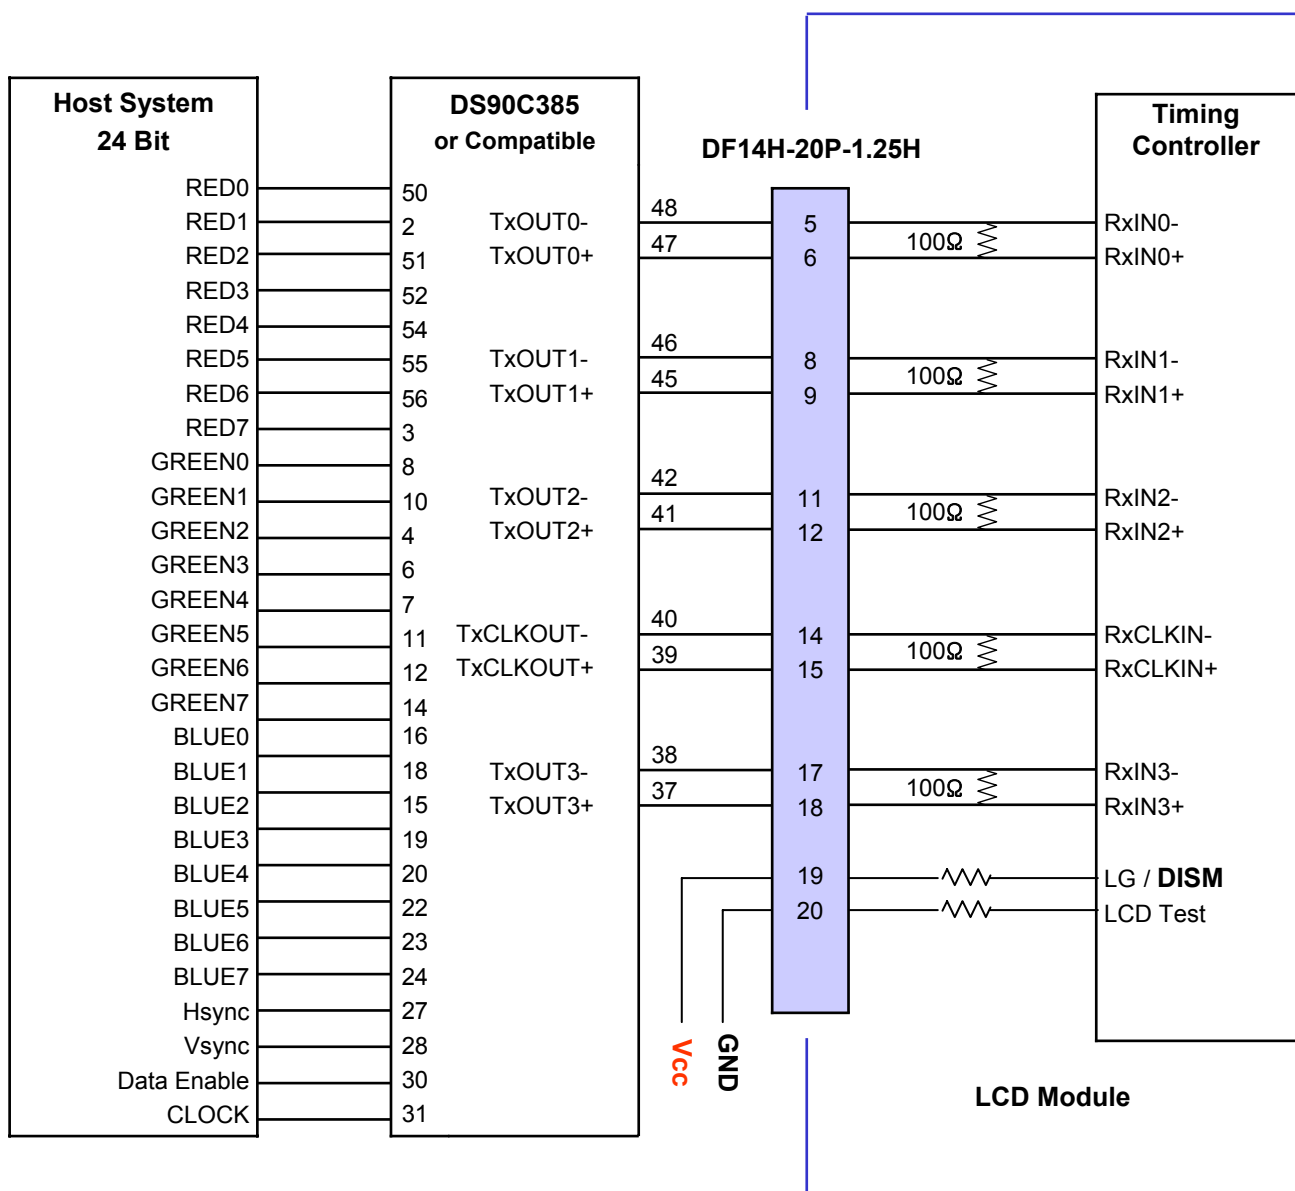 Host System
24 Bit
RED0
RED1
RED2
RED3
RED4
RED5
RED6
RED7
GREEN0
GREEN1
GREEN2
GREEN3
GREEN4
GREEN5
GREEN6
GREEN7
BLUE0
BLUE1
BLUE2
BLUE3
BLUE4
BLUE5
BLUE6
BLUE7
Hsync
Vsync
Data Enable
CLOCK
DS90C385
or Compatible
50
2
51
52
54
55
56
3
8
10
4
6
7
11
12
14
16
18
15
19
20
22
23
24
27
28
30
31
TxOUT0-
TxOUT0+
TxOUT1-
TxOUT1+
TxOUT2-
TxOUT2+
TxCLKOUT-
TxCLKOUT+
TxOUT3-
TxOUT3+
48
47
46
45
42
41
40
39
38
37
Vcc
GND
DF14H-20P-1.25H
5
6
8
9
11
12
14
15
17
18
19
20
100Ω
100Ω
100Ω
100Ω
100Ω
Timing
Controller
RxIN0-
RxIN0+
RxIN1-
RxIN1+
RxIN2-
RxIN2+
RxCLKIN-
RxCLKIN+
RxIN3-
RxIN3+
LG / DISM
LCD Test
LCD Module